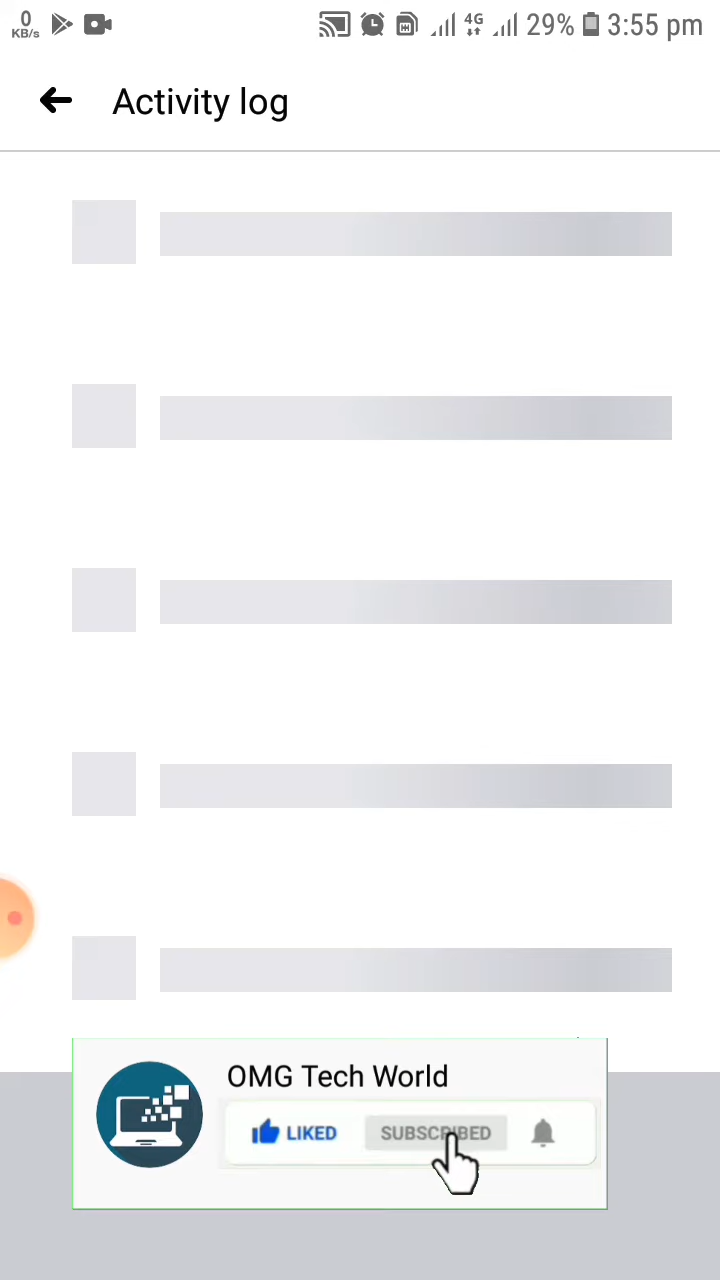 0
KB/s
4G
29%
3:55 pm
Activity log
OMG Tech World
LIKED
SUBSCRIBED